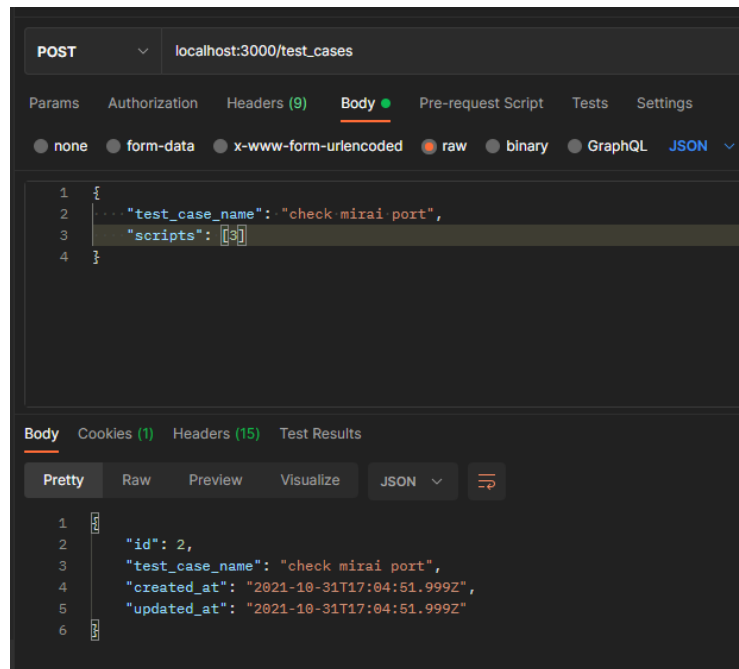 POST localhost:3000/test_cases
Params Authorization Headers (9) Body Pre-request Script Tests Settings
none form-data x-www-form-urlencoded raw binary GraphQL JSON
1 {
2 "test_case_name": "check mirai port",
3 "scripts": [3]
4 }
Body Cookies (1) Headers (15) Test Results
Pretty Raw Preview Visualize JSON
1 {
2 "id": 2,
3 "test_case_name": "check mirai port",
4 "created_at": "2021-10-31T17:04:51.999Z",
5 "updated_at": "2021-10-31T17:04:51.999Z"
6 }